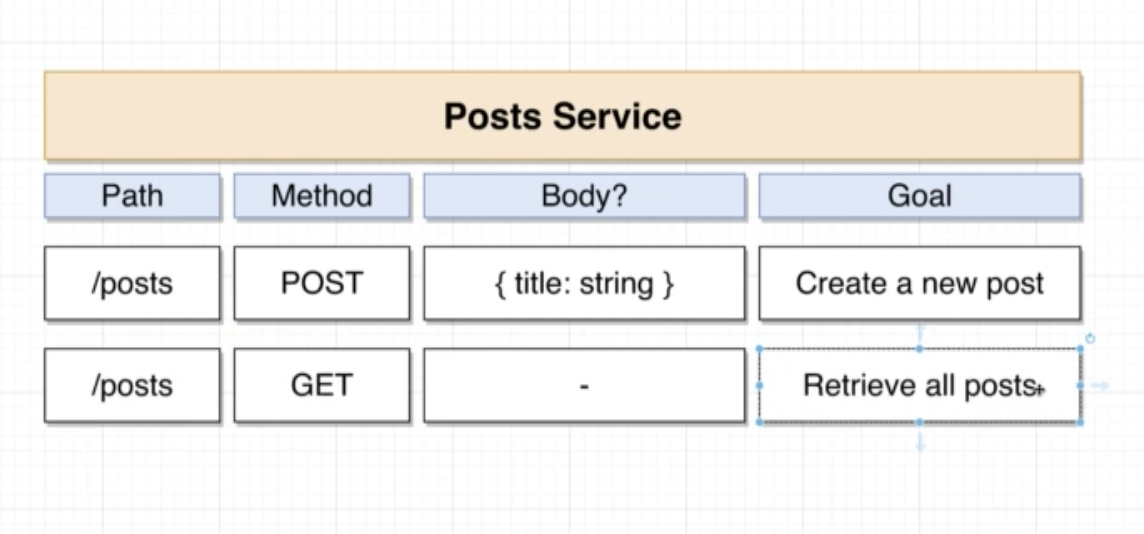 Posts Service
Path Method Body? Goal
/posts POST { title: string } Create a new post
/posts GET - Retrieve all posts